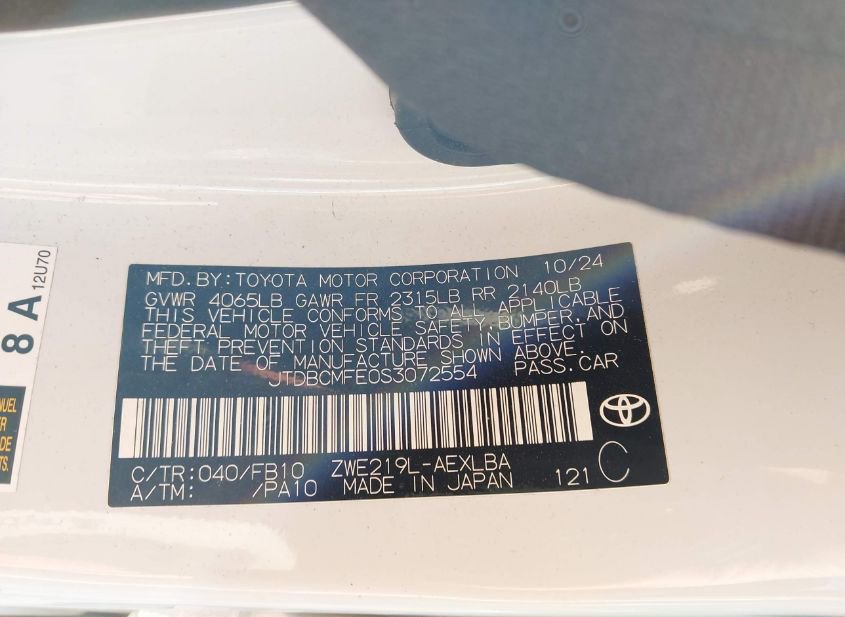 MFD.BY:TOYOTA MOTOR CORPORATION 10/24
GVWR 4065LB GAWR FR 2315LB RR 2140LB
THIS VEHICLE CONFORMS TO ALL APPLICABLE
FEDERAL MOTOR VEHICLE SAFETY,BUMPER,AND
THEFT PREVENTION STANDARDS IN EFFECT ON
THE DATE OF MANUFACTURE SHOWN ABOVE.
JTDBCMFE0S3072554 PASS.CAR
C/TR:040/FB10 ZWE219L-AEXLBA
A/TM: /PA10 MADE IN JAPAN 121 C
8 A
12U70